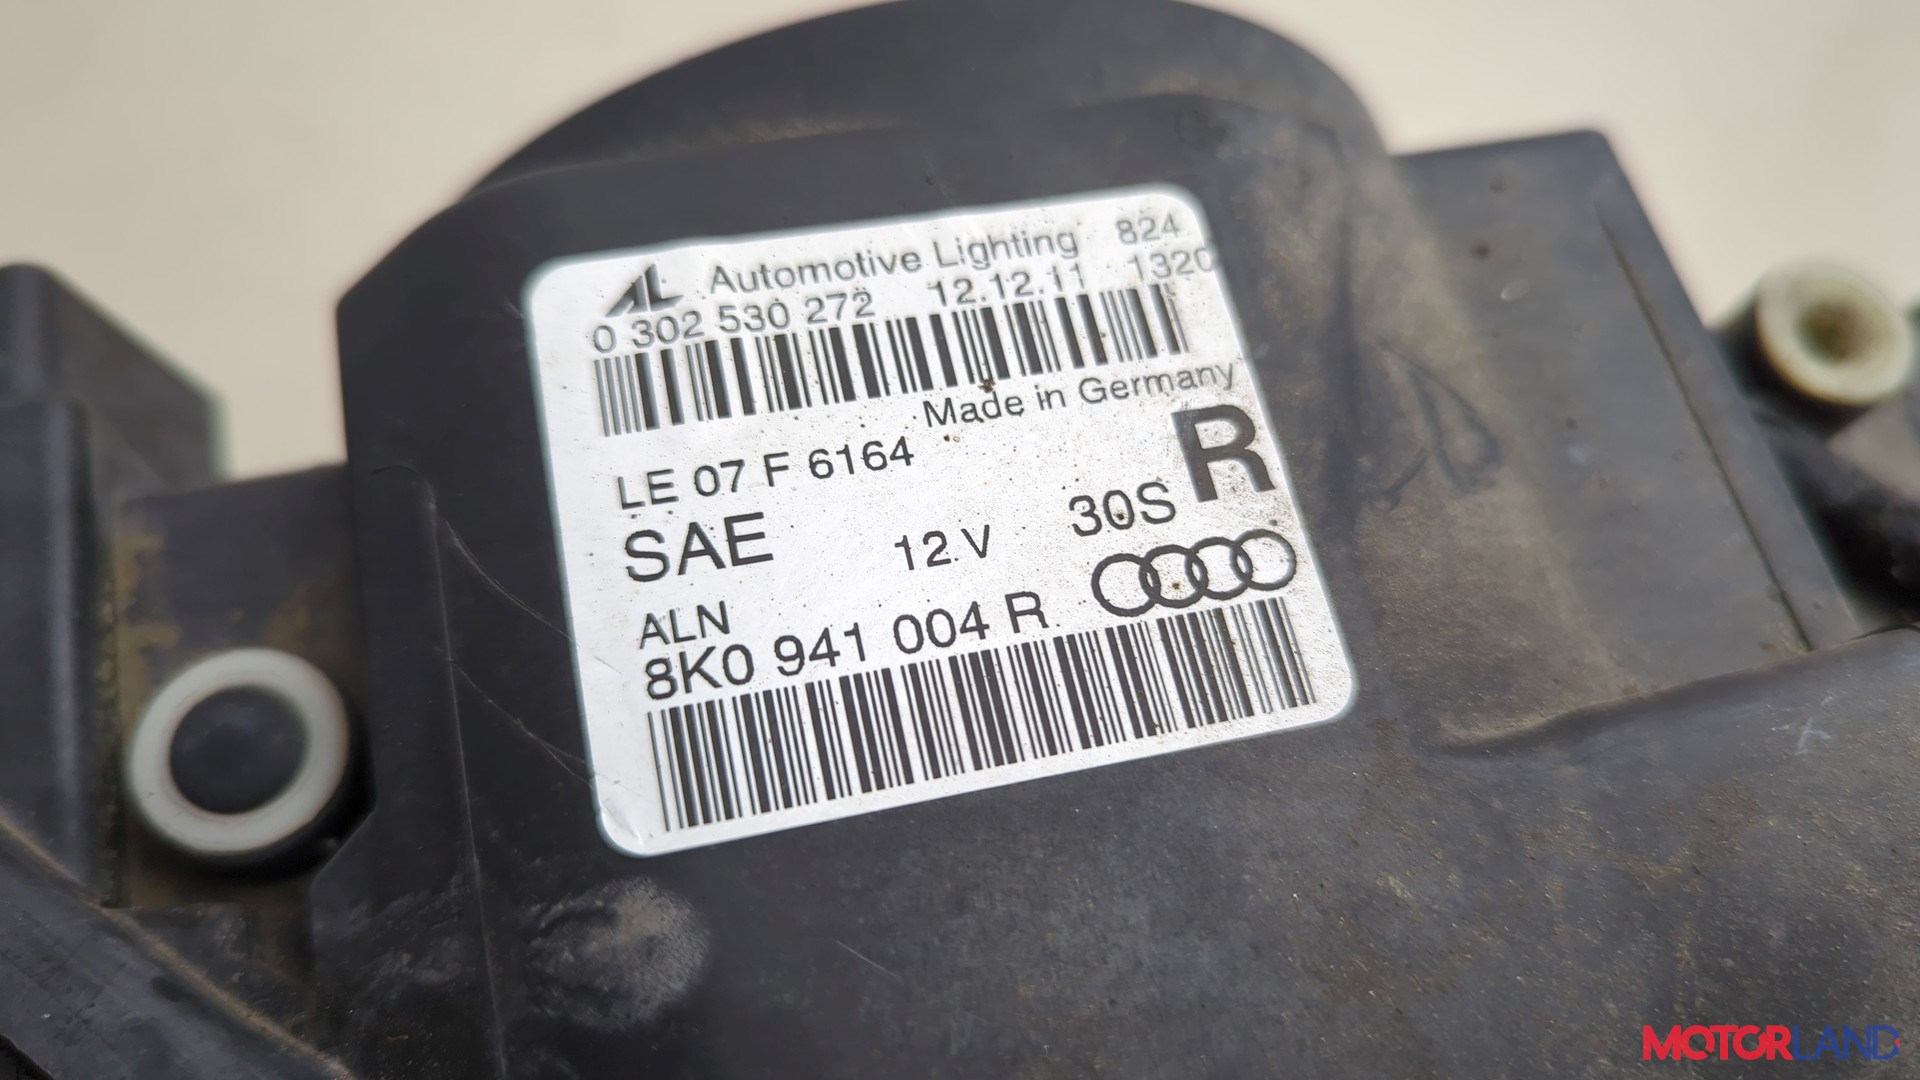 AL Automotive Lighting 824
0 302 530 272 12.12.11 1320
Made in Germany
LE 07 F 6164
R
SAE 12 V 30S
ALN
8K0 941 004 R
MOTORLAND